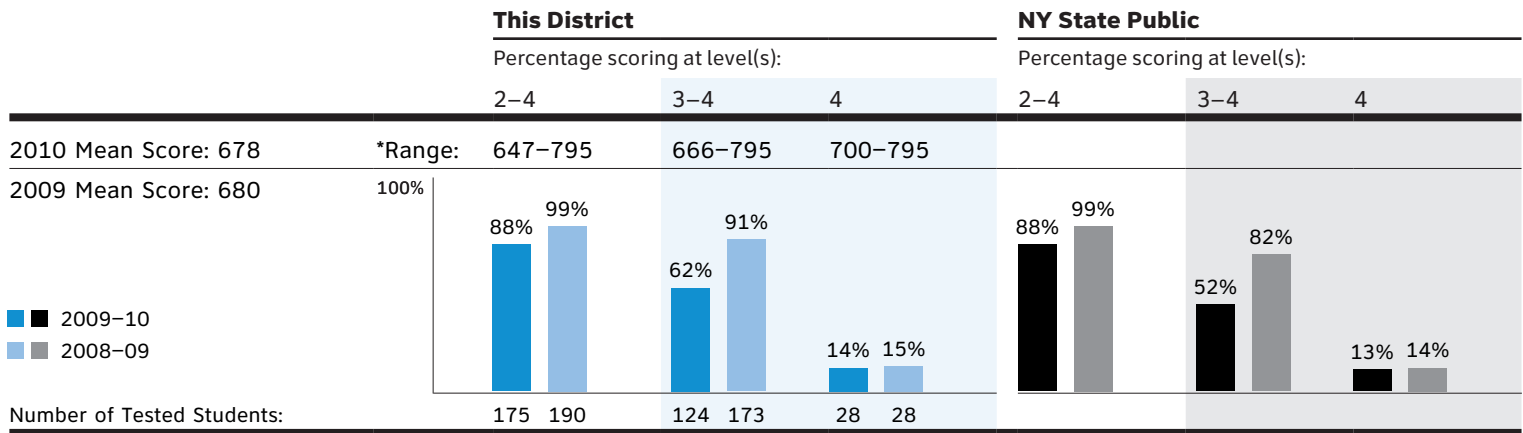 This District NY State Public
Percentage scoring at level(s): Percentage scoring at level(s):
2–4 3–4 4 2–4 3–4 4
2010 Mean Score: 678 *Range: 647–795 666–795 700–795
2009 Mean Score: 680 100%
88% 99% 62% 91% 14% 15% 88% 99% 52% 82% 13% 14%
2009–10
2008–09
Number of Tested Students: 175 190 124 173 28 28